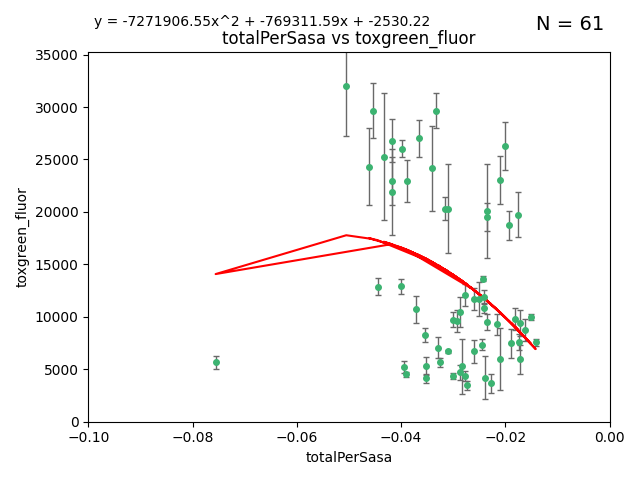 y = -7271906.55x^2 + -769311.59x + -2530.22
N = 61
totalPerSasa vs toxgreen_fluor
35000
30000
25000
20000
15000
10000
5000
0
toxgreen_fluor
−0.10
−0.08
−0.06
−0.04
−0.02
0.00
totalPerSasa